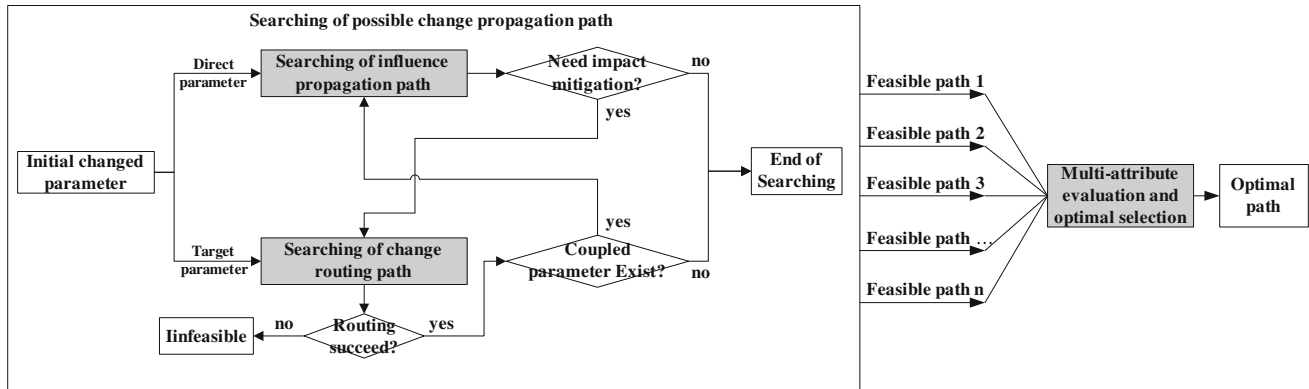 Searching of possible change propagation path
Direct
parameter
Searching of influence
propagation path
Need impact
mitigation?
no
yes
Initial changed
parameter
End of
Searching
yes
Target
parameter
Searching of change
routing path
Coupled
parameter Exist?
no
Iinfeasible
no
Routing
succeed?
yes
Feasible path 1
Feasible path 2
Feasible path 3
Feasible path ...
Feasible path n
Multi-attribute
evaluation and
optimal selection
Optimal
path